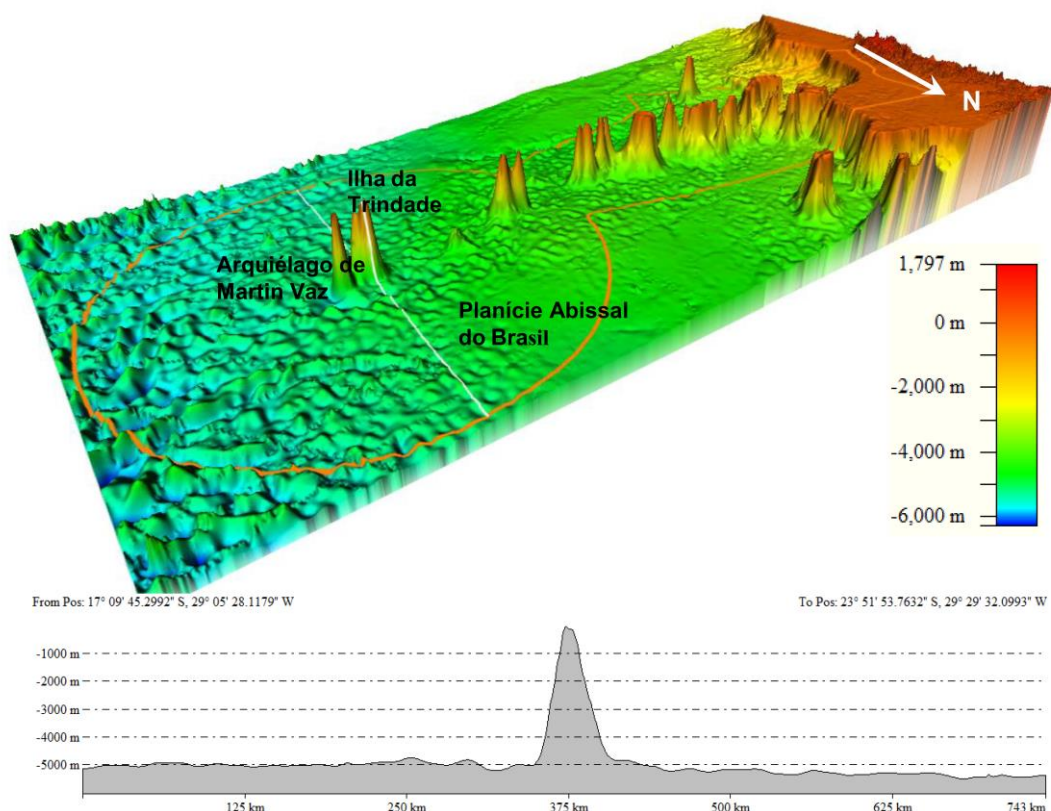 N
Ilha da
Trindade
Arquiélago de
Martin Vaz
Planície Abissal
do Brasil
1,797 m
0 m
-2,000 m
-4,000 m
-6,000 m
From Pos: 17° 09' 45.2992" S, 29° 05' 28.1179" W
To Pos: 23° 51' 53.7632" S, 29° 29' 32.0993" W
-1000 m
-2000 m
-3000 m
-4000 m
-5000 m
125 km
250 km
375 km
500 km
625 km
743 km